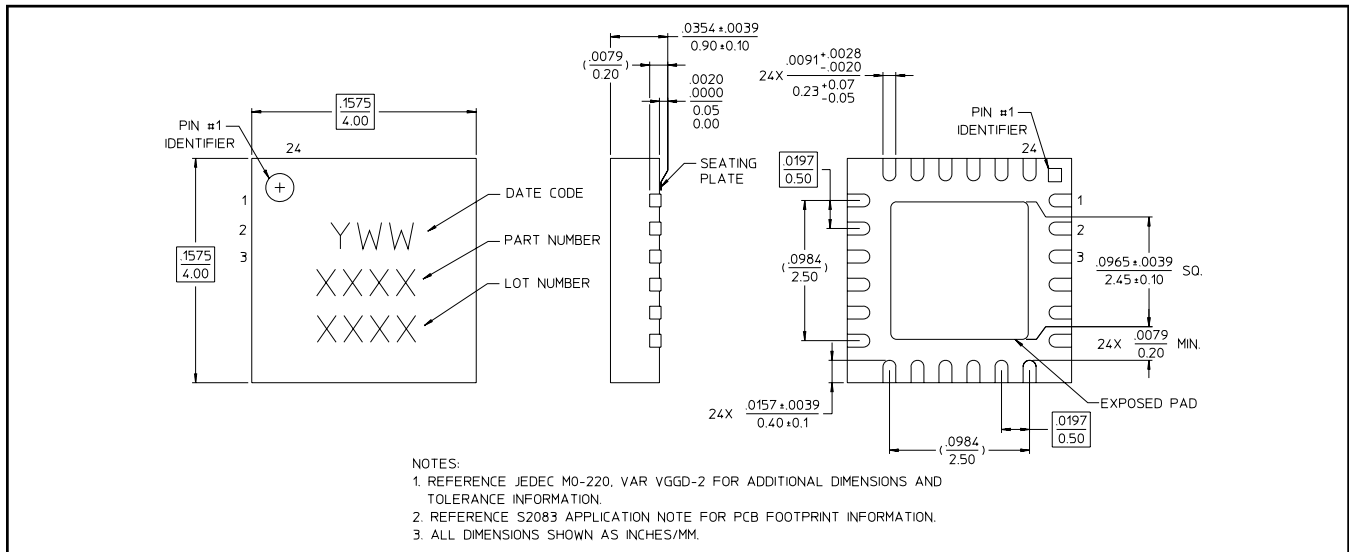 .0354 ±.0039
0.90 ±0.10
(.0079
0.20)
.0020
.0000
0.05
0.00
SEATING
PLATE
.1575
4.00
PIN #1
IDENTIFIER
24
1
2
3
.1575
4.00
YWW
XXXX
XXXX
DATE CODE
PART NUMBER
LOT NUMBER
24X .0091 +.0028 -.0020
0.23 +0.07 -0.05
PIN #1
IDENTIFIER
24
.0197
0.50
1
2
3
(.0984
2.50)
.0965 ±.0039
2.45 ±0.10 SQ.
24X .0079
0.20 MIN.
EXPOSED PAD
24X .0157 ±.0039
0.40 ±0.1
.0197
0.50
(.0984
2.50)
NOTES:
1. REFERENCE JEDEC MO-220, VAR VGGD-2 FOR ADDITIONAL DIMENSIONS AND
TOLERANCE INFORMATION.
2. REFERENCE S2083 APPLICATION NOTE FOR PCB FOOTPRINT INFORMATION.
3. ALL DIMENSIONS SHOWN AS INCHES/MM.